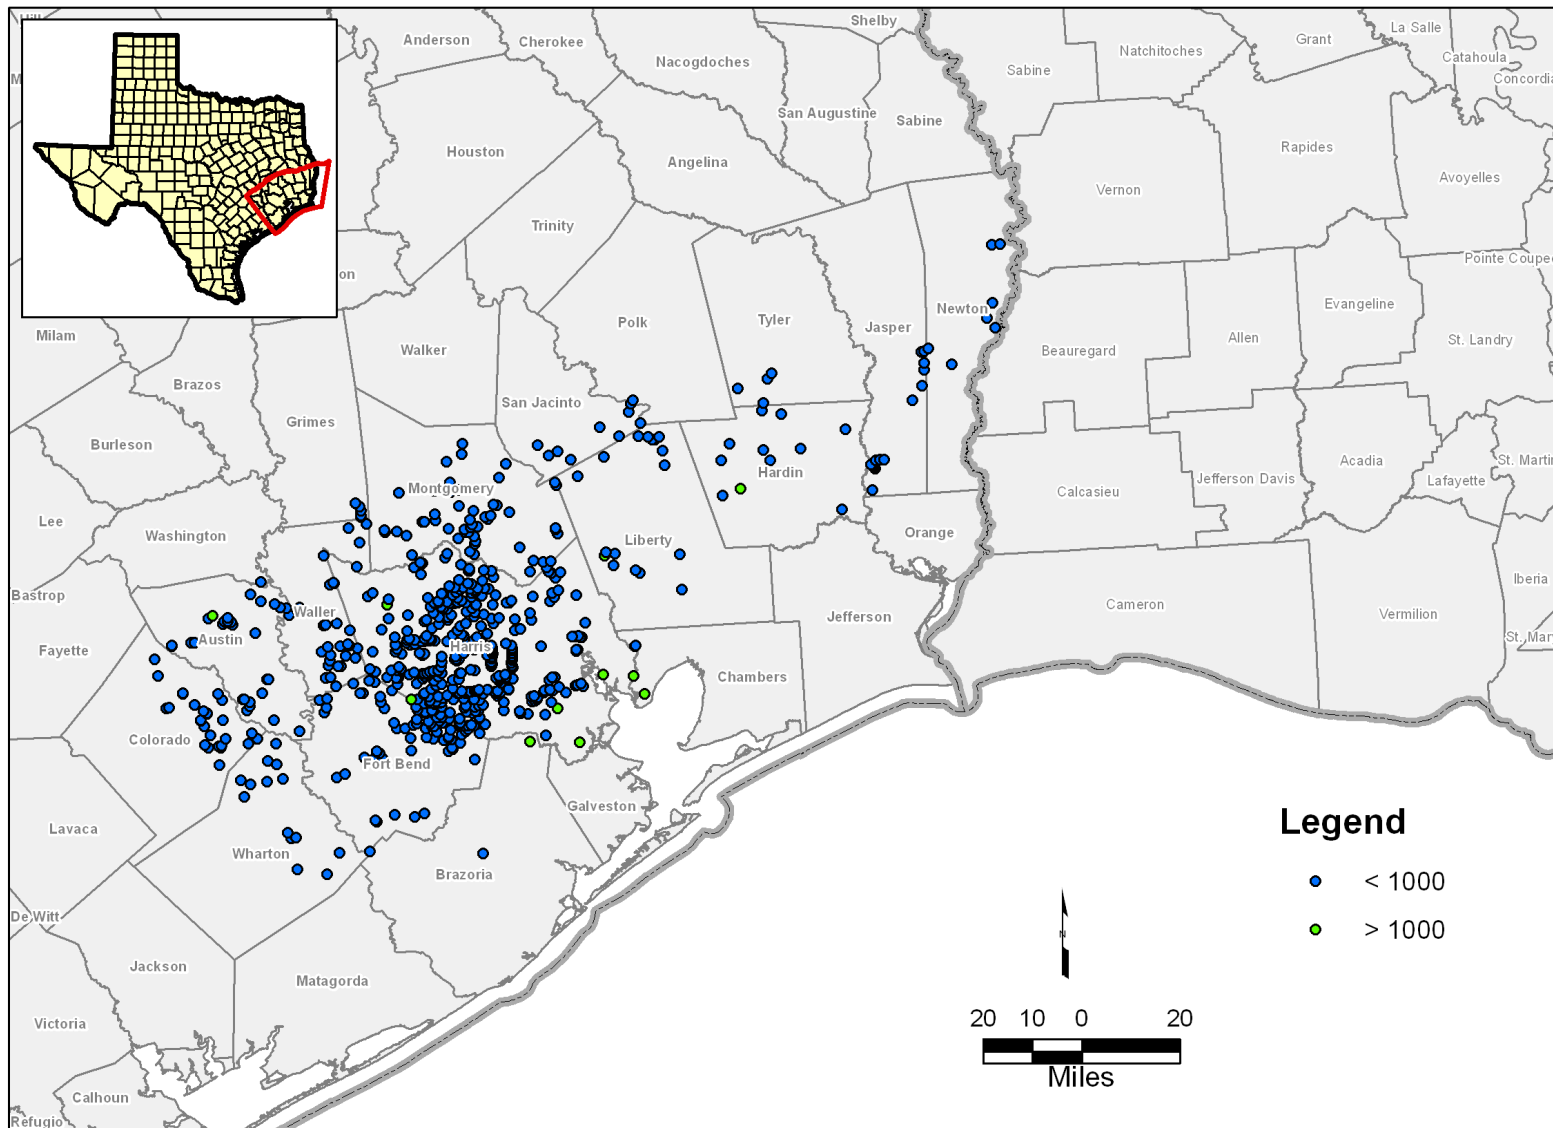 Shelby
Anderson
Cherokee
Nacogdoches
San Augustine
Sabine
Sabine
Natchitoches
Grant
La Salle
Catahoula
Concordia
Houston
Angelina
Vernon
Rapides
Avoyelles
Trinity
on
Pointe Coupee
Milam
Brazos
Walker
Polk
Tyler
Jasper
Newton
Beauregard
Allen
Evangeline
St. Landry
Burleson
Grimes
San Jacinto
Hardin
Montgomery
Calcasieu
Jefferson Davis
Acadia
Lafayette
St. Martin
Lee
Washington
Liberty
Orange
Bastrop
Waller
Austin
Harris
Jefferson
Cameron
Vermilion
Iberia
St. Mary
Fayette
Chambers
Colorado
Fort Bend
Galveston
Lavaca
Wharton
Brazoria
De Witt
Jackson
Matagorda
Victoria
Calhoun
Refugio
Legend
< 1000
> 1000
N
20 10 0 20
Miles